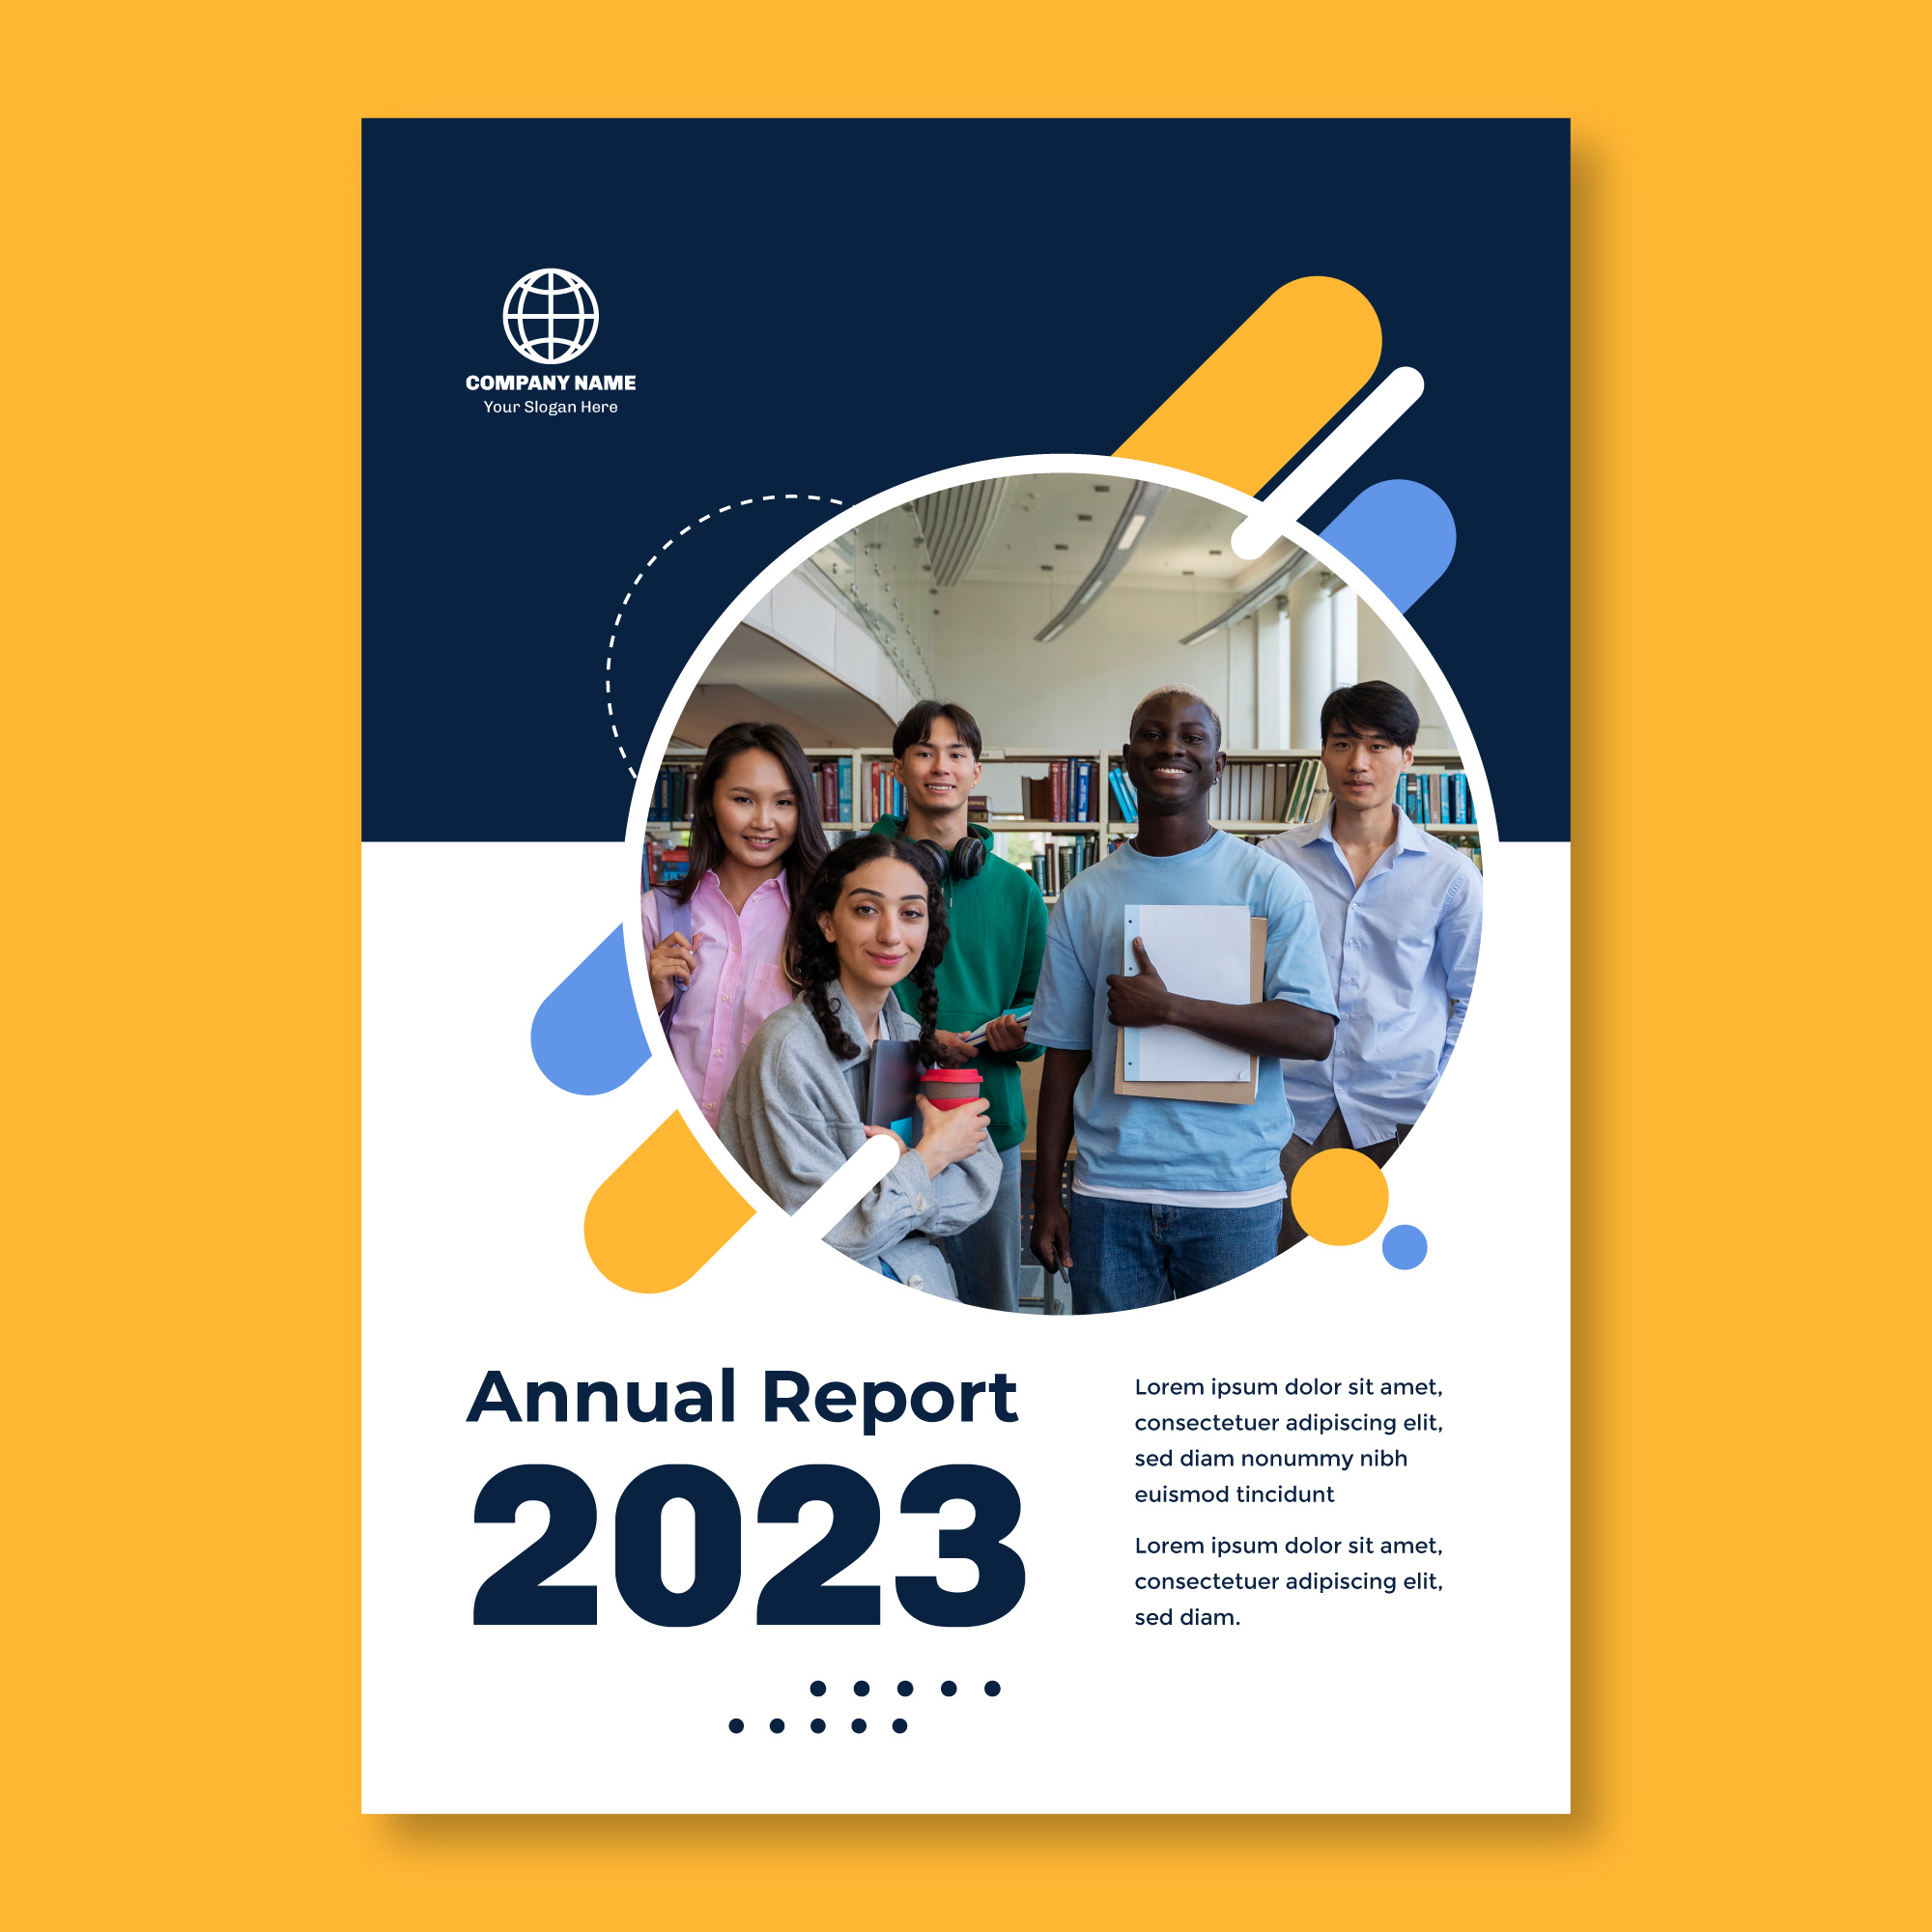 COMPANY NAME
Your Slogan Here
Annual Report
2023
Lorem ipsum dolor sit amet,
consectetuer adipiscing elit,
sed diam nonummy nibh
euismod tincidunt
Lorem ipsum dolor sit amet,
consectetuer adipiscing elit,
sed diam.